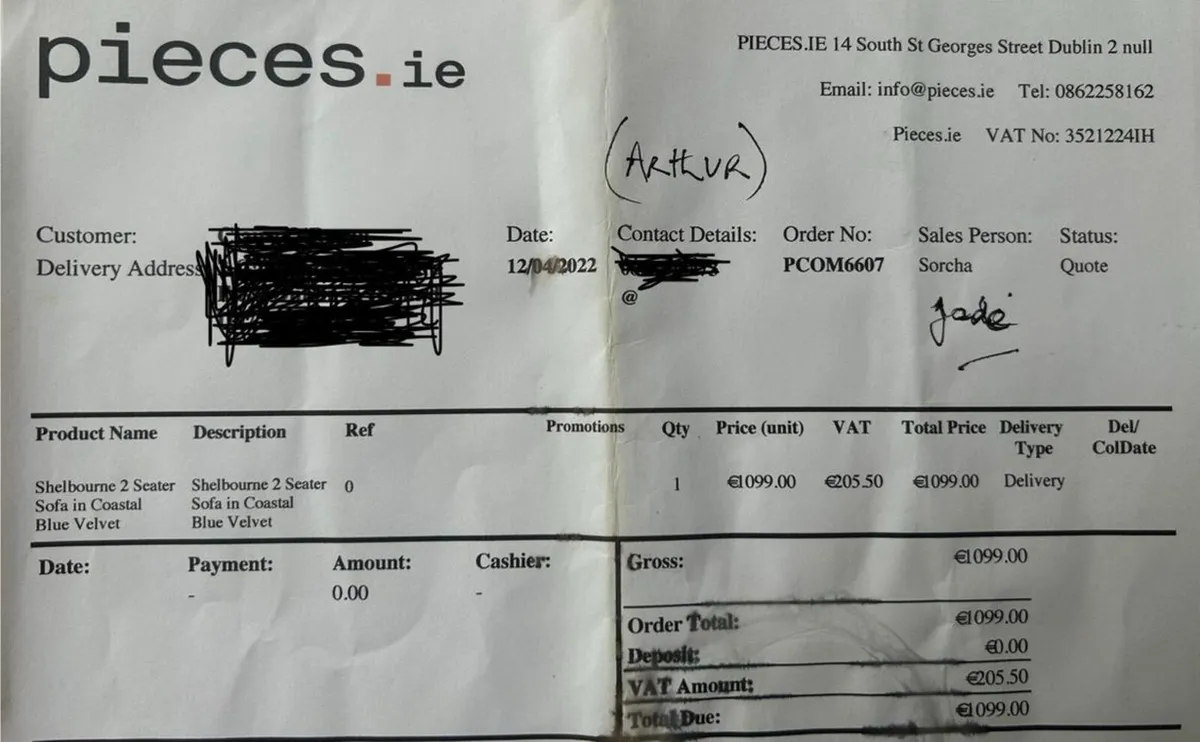 pieces.ie
PIECES.IE 14 South St Georges Street Dublin 2 null
Email: info@pieces.ie Tel: 0862258162
Pieces.ie VAT No: 3521224IH
(ARTHUR)
Customer: Date: Contact Details: Order No: Sales Person: Status:
Delivery Address 12/04/2022 PCOM6607 Sorcha Quote
@
Jade
Product Name Description Ref Promotions Qty Price (unit) VAT Total Price Delivery Type Del/ ColDate
Shelbourne 2 Seater Shelbourne 2 Seater 0 1 €1099.00 €205.50 €1099.00 Delivery
Sofa in Coastal Sofa in Coastal
Blue Velvet Blue Velvet
Date: Payment: Amount: Cashier: Gross: €1099.00
- 0.00 -
Order Total: €1099.00
Deposit: €0.00
VAT Amount: €205.50
Total Due: €1099.00